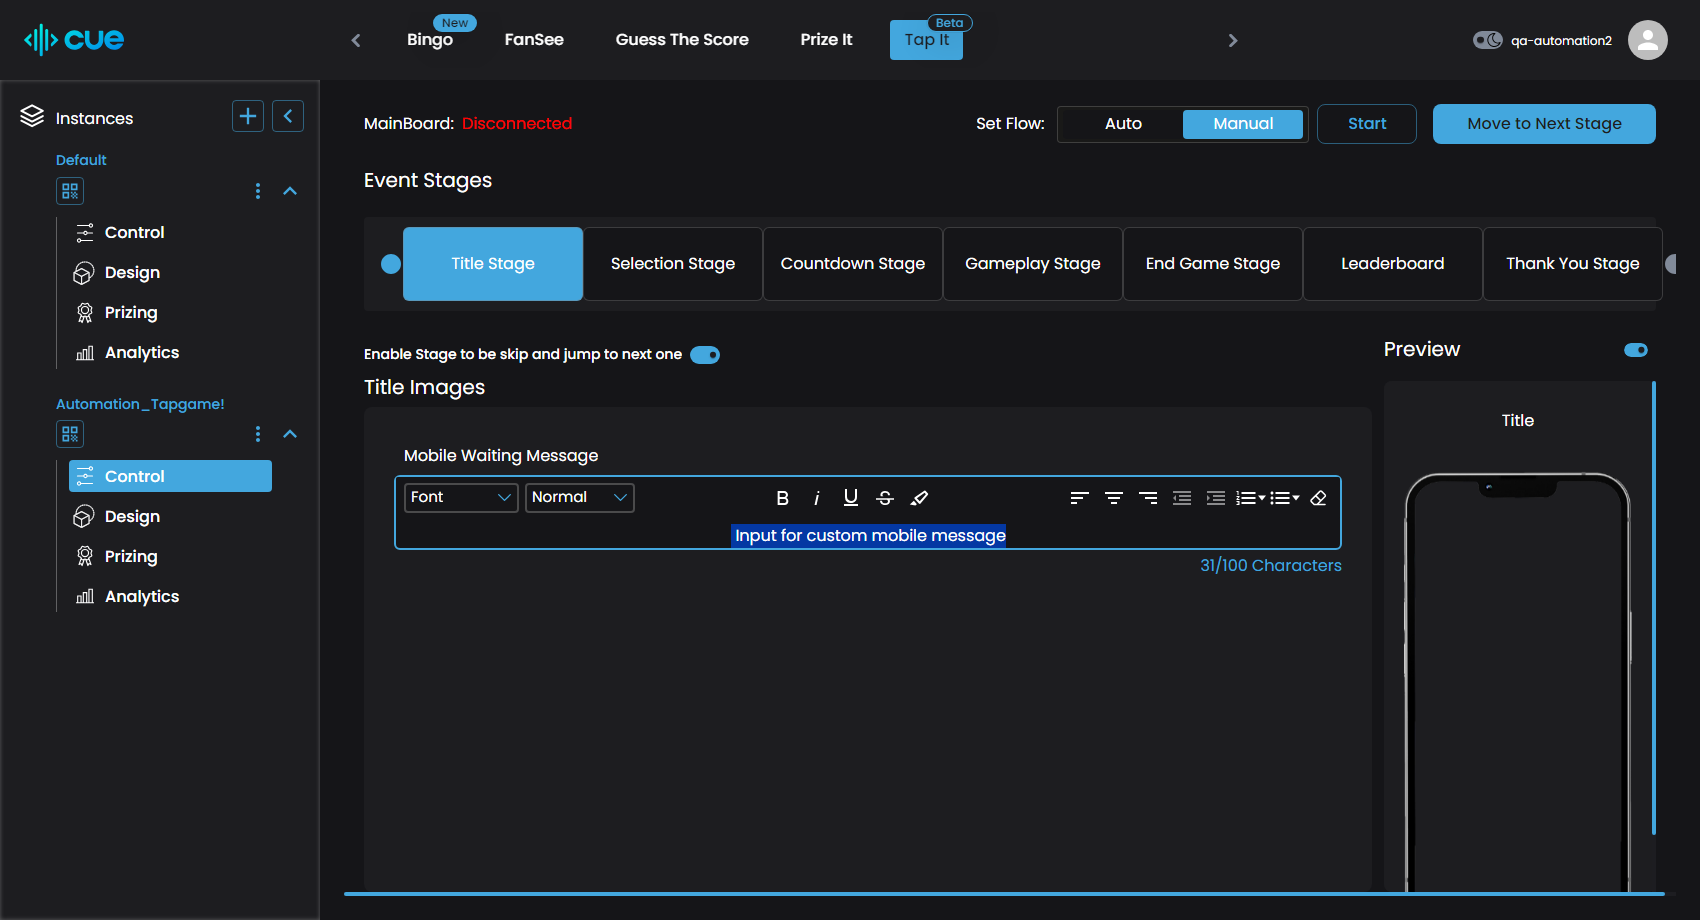 cue
Bingo
New
FanSee
Guess The Score
Prize It
Tap It
Beta
qa-automation2
Instances
Default
Control
Design
Prizing
Analytics
Automation_Tapgame!
Control
Design
Prizing
Analytics
MainBoard: Disconnected
Set Flow:
Auto
Manual
Start
Move to Next Stage
Event Stages
Title Stage
Selection Stage
Countdown Stage
Gameplay Stage
End Game Stage
Leaderboard
Thank You Stage
Enable Stage to be skip and jump to next one
Title Images
Mobile Waiting Message
Font
Normal
B
i
U
S
Input for custom mobile message
31/100 Characters
Preview
Title